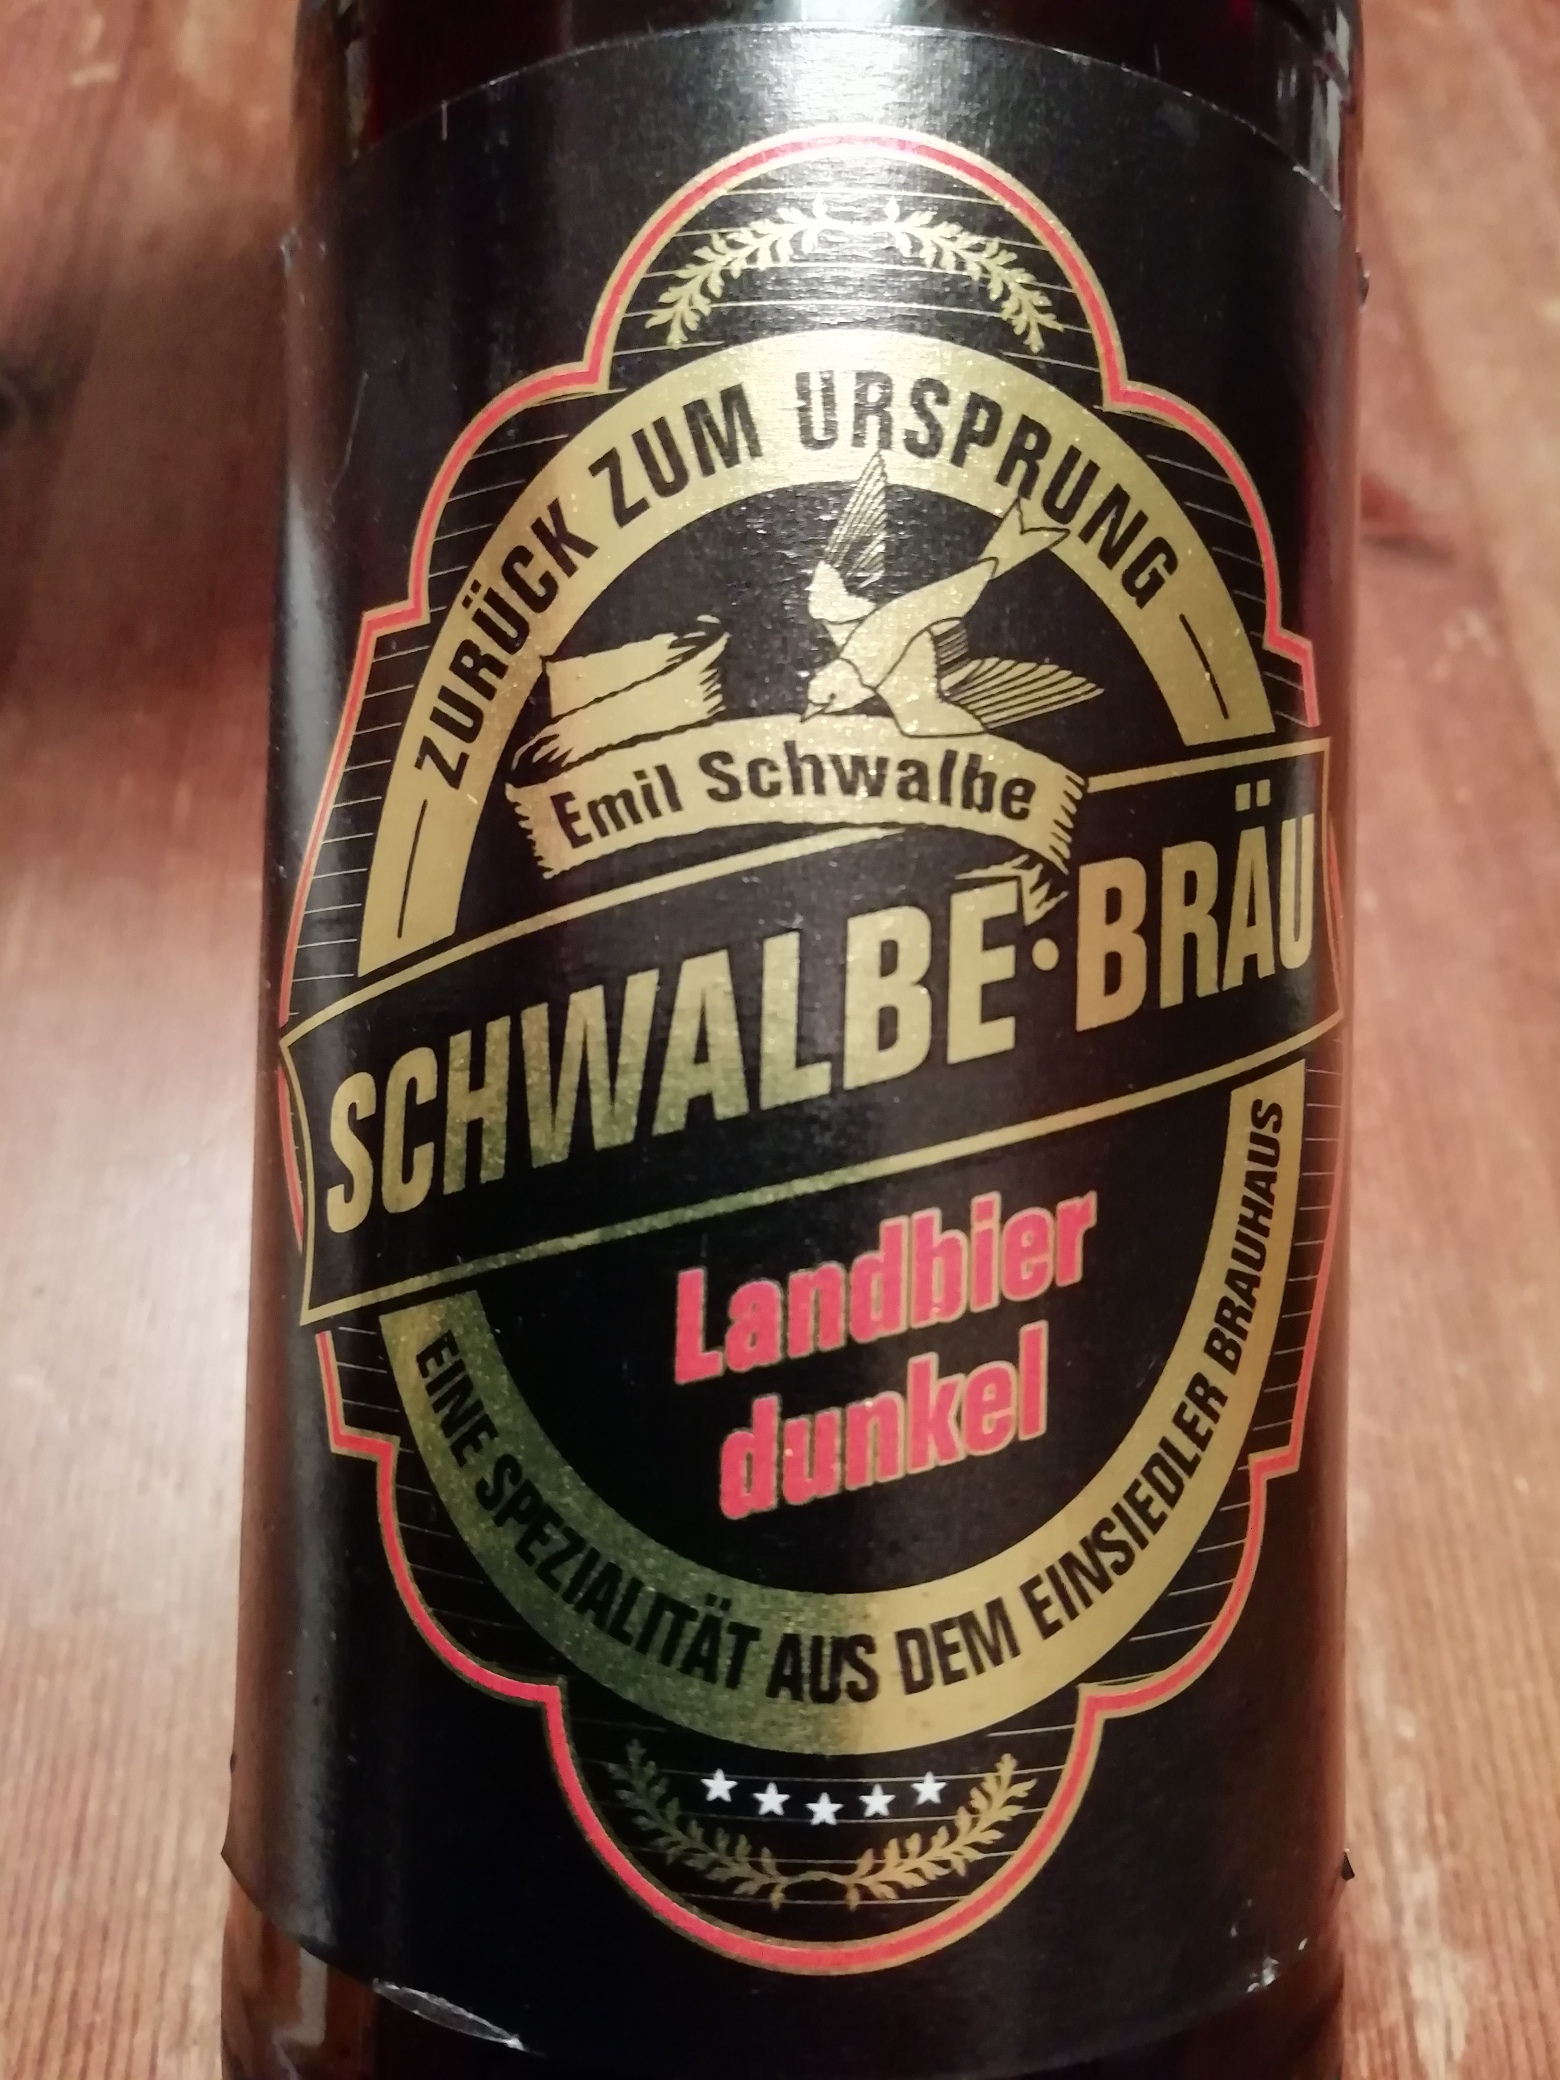 ZURÜCK ZUM URSPRUNG
Emil Schwalbe
SCHWALBE·BRÄU
Landbier
dunkel
EINE SPEZIALITÄT AUS DEM EINSIEDLER BRAUHAUS